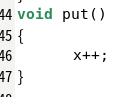 44 void put()
45 {
46 x++;
47 }